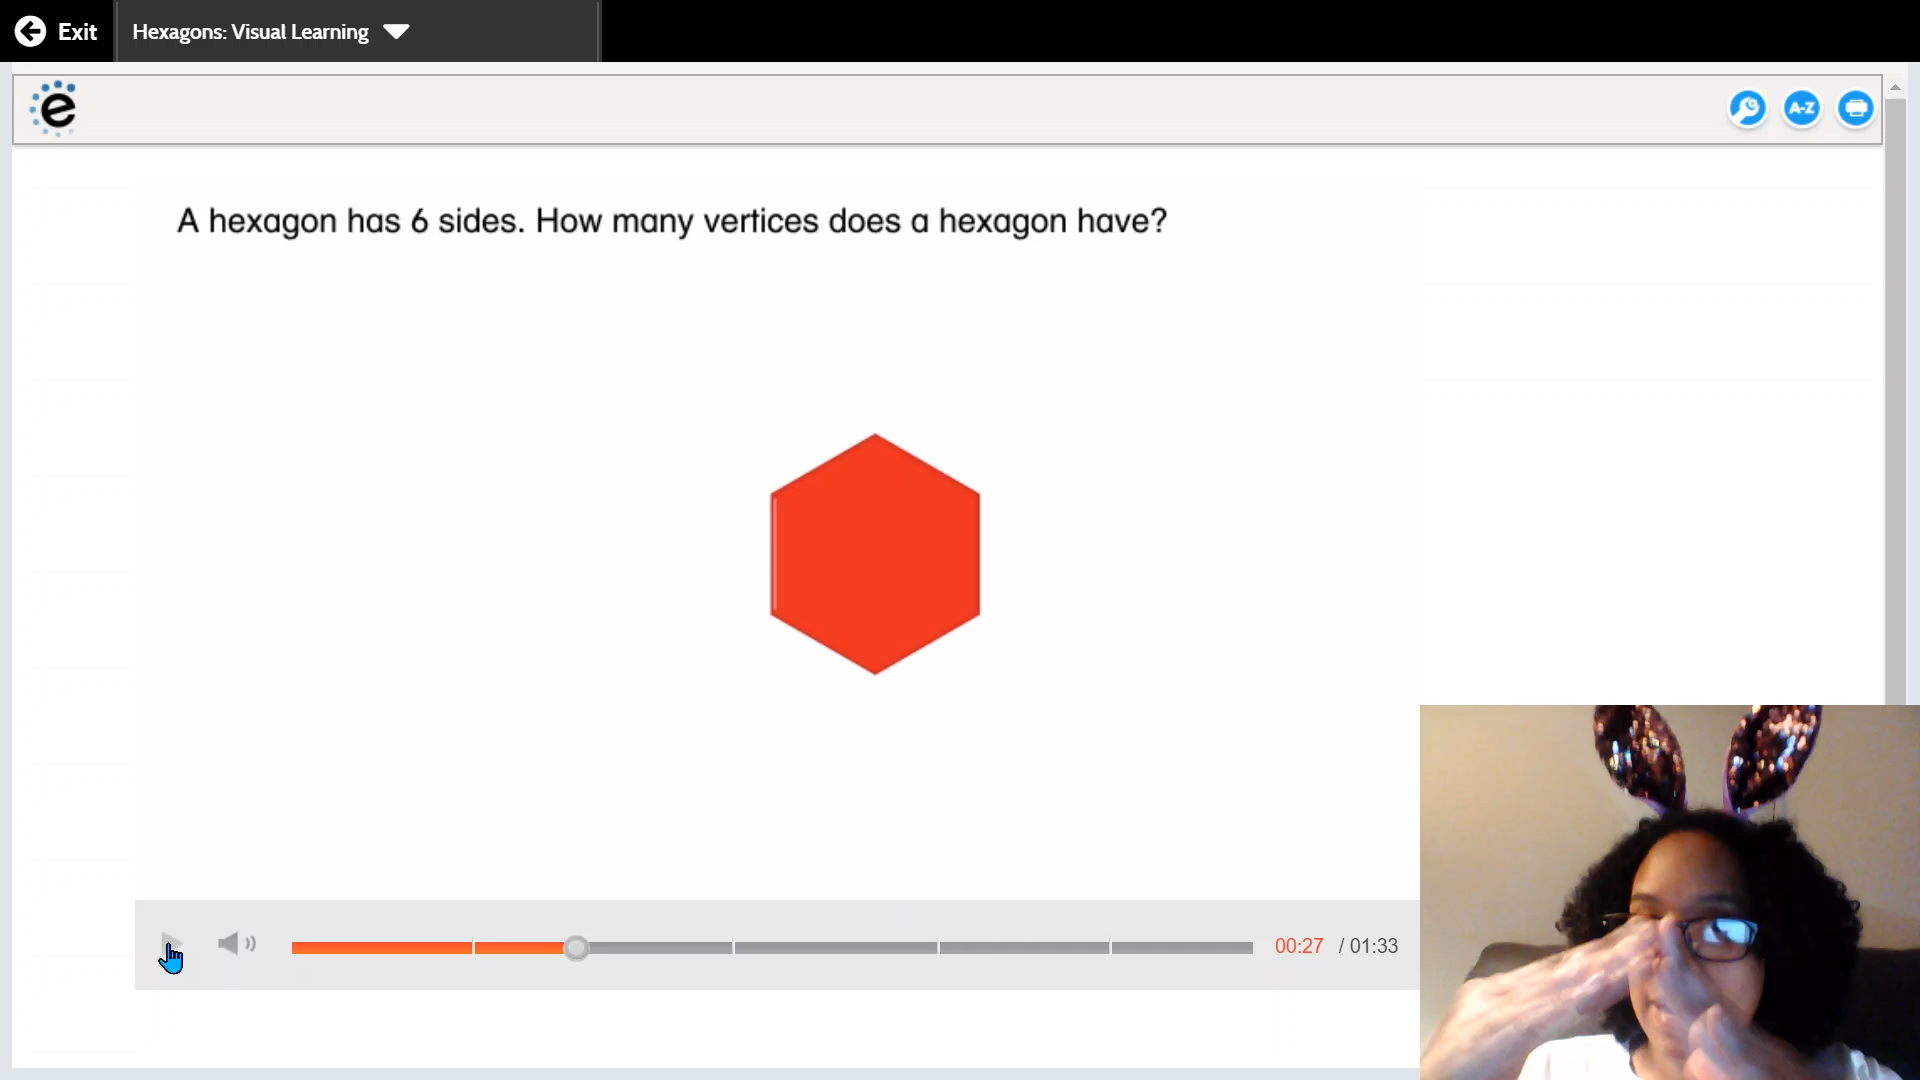 Exit
Hexagons: Visual Learning
e
A-Z
A hexagon has 6 sides. How many vertices does a hexagon have?
00:27 / 01:33